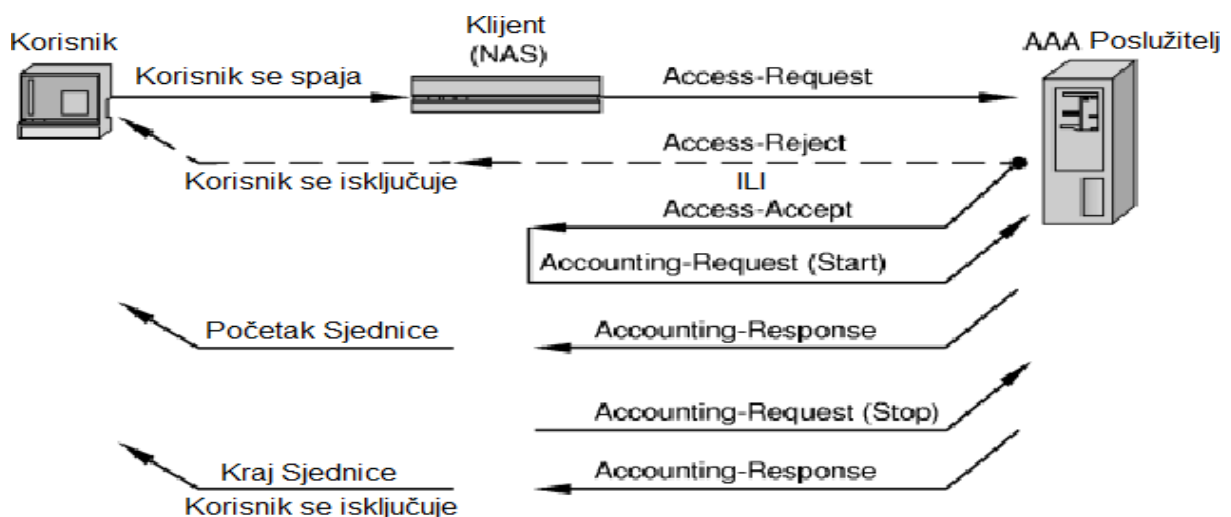 Korisnik
Klijent
(NAS)
AAA Poslužitelj
Korisnik se spaja
Access-Request
Access-Reject
Korisnik se isključuje
ILI
Access-Accept
Accounting-Request (Start)
Početak Sjednice
Accounting-Response
Accounting-Request (Stop)
Kraj Sjednice
Accounting-Response
Korisnik se isključuje